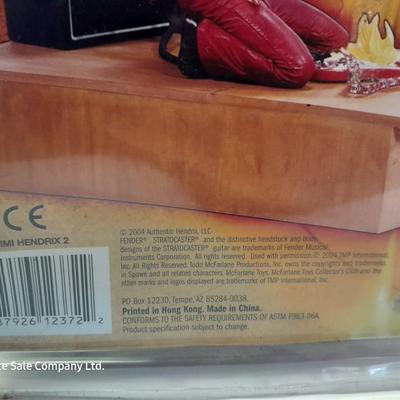 CE
IMI HENDRIX 2
© 2004 Authentic Hendrix, LLC
FENDER®, STRATOCASTER® and the distinctive headstock and body
designs of the STRATOCASTER® guitar are trademarks of Fender Musical
Instruments Corporation. All rights reserved. Used with permission. © 2004 TMP International,
Inc. All Rights Reserved. Todd McFarlane Productions, Inc. owns the copyrights and trademarks
in Spawn and all related characters. McFarlane Toys, McFarlane Toys Collector's Club and the
other marks and logos displayed are trademarks of TMP International, Inc.
PO BOX 12230, Tempe, AZ 85284-0038.
Printed in Hong Kong. Made in China.
CONFORMS TO THE SAFETY REQUIREMENTS OF ASTM F963-96A.
Product specification subject to change.
87926 12372 2
te Sale Company Ltd.